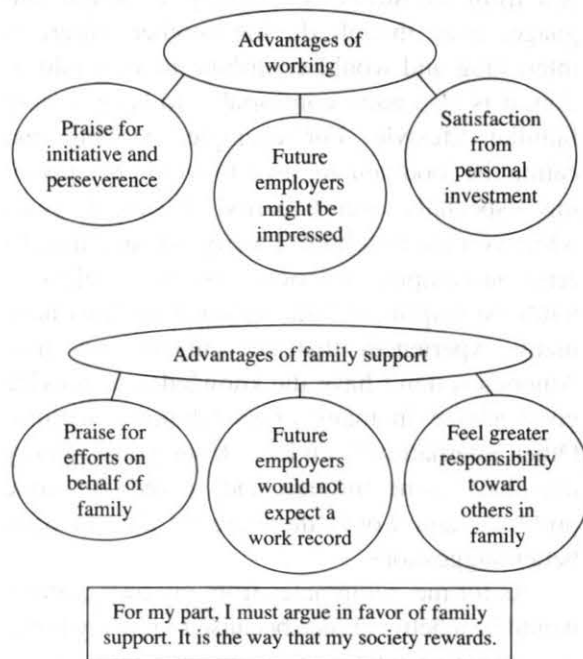 Advantages of
working
Praise for
initiative and
perseverence
Future
employers
might be
impressed
Satisfaction
from
personal
investment
Advantages of family support
Praise for
efforts on
behalf of
family
Future
employers
would not
expect a
work record
Feel greater
responsibility
toward
others in
family
For my part, I must argue in favor of family
support. It is the way that my society rewards.